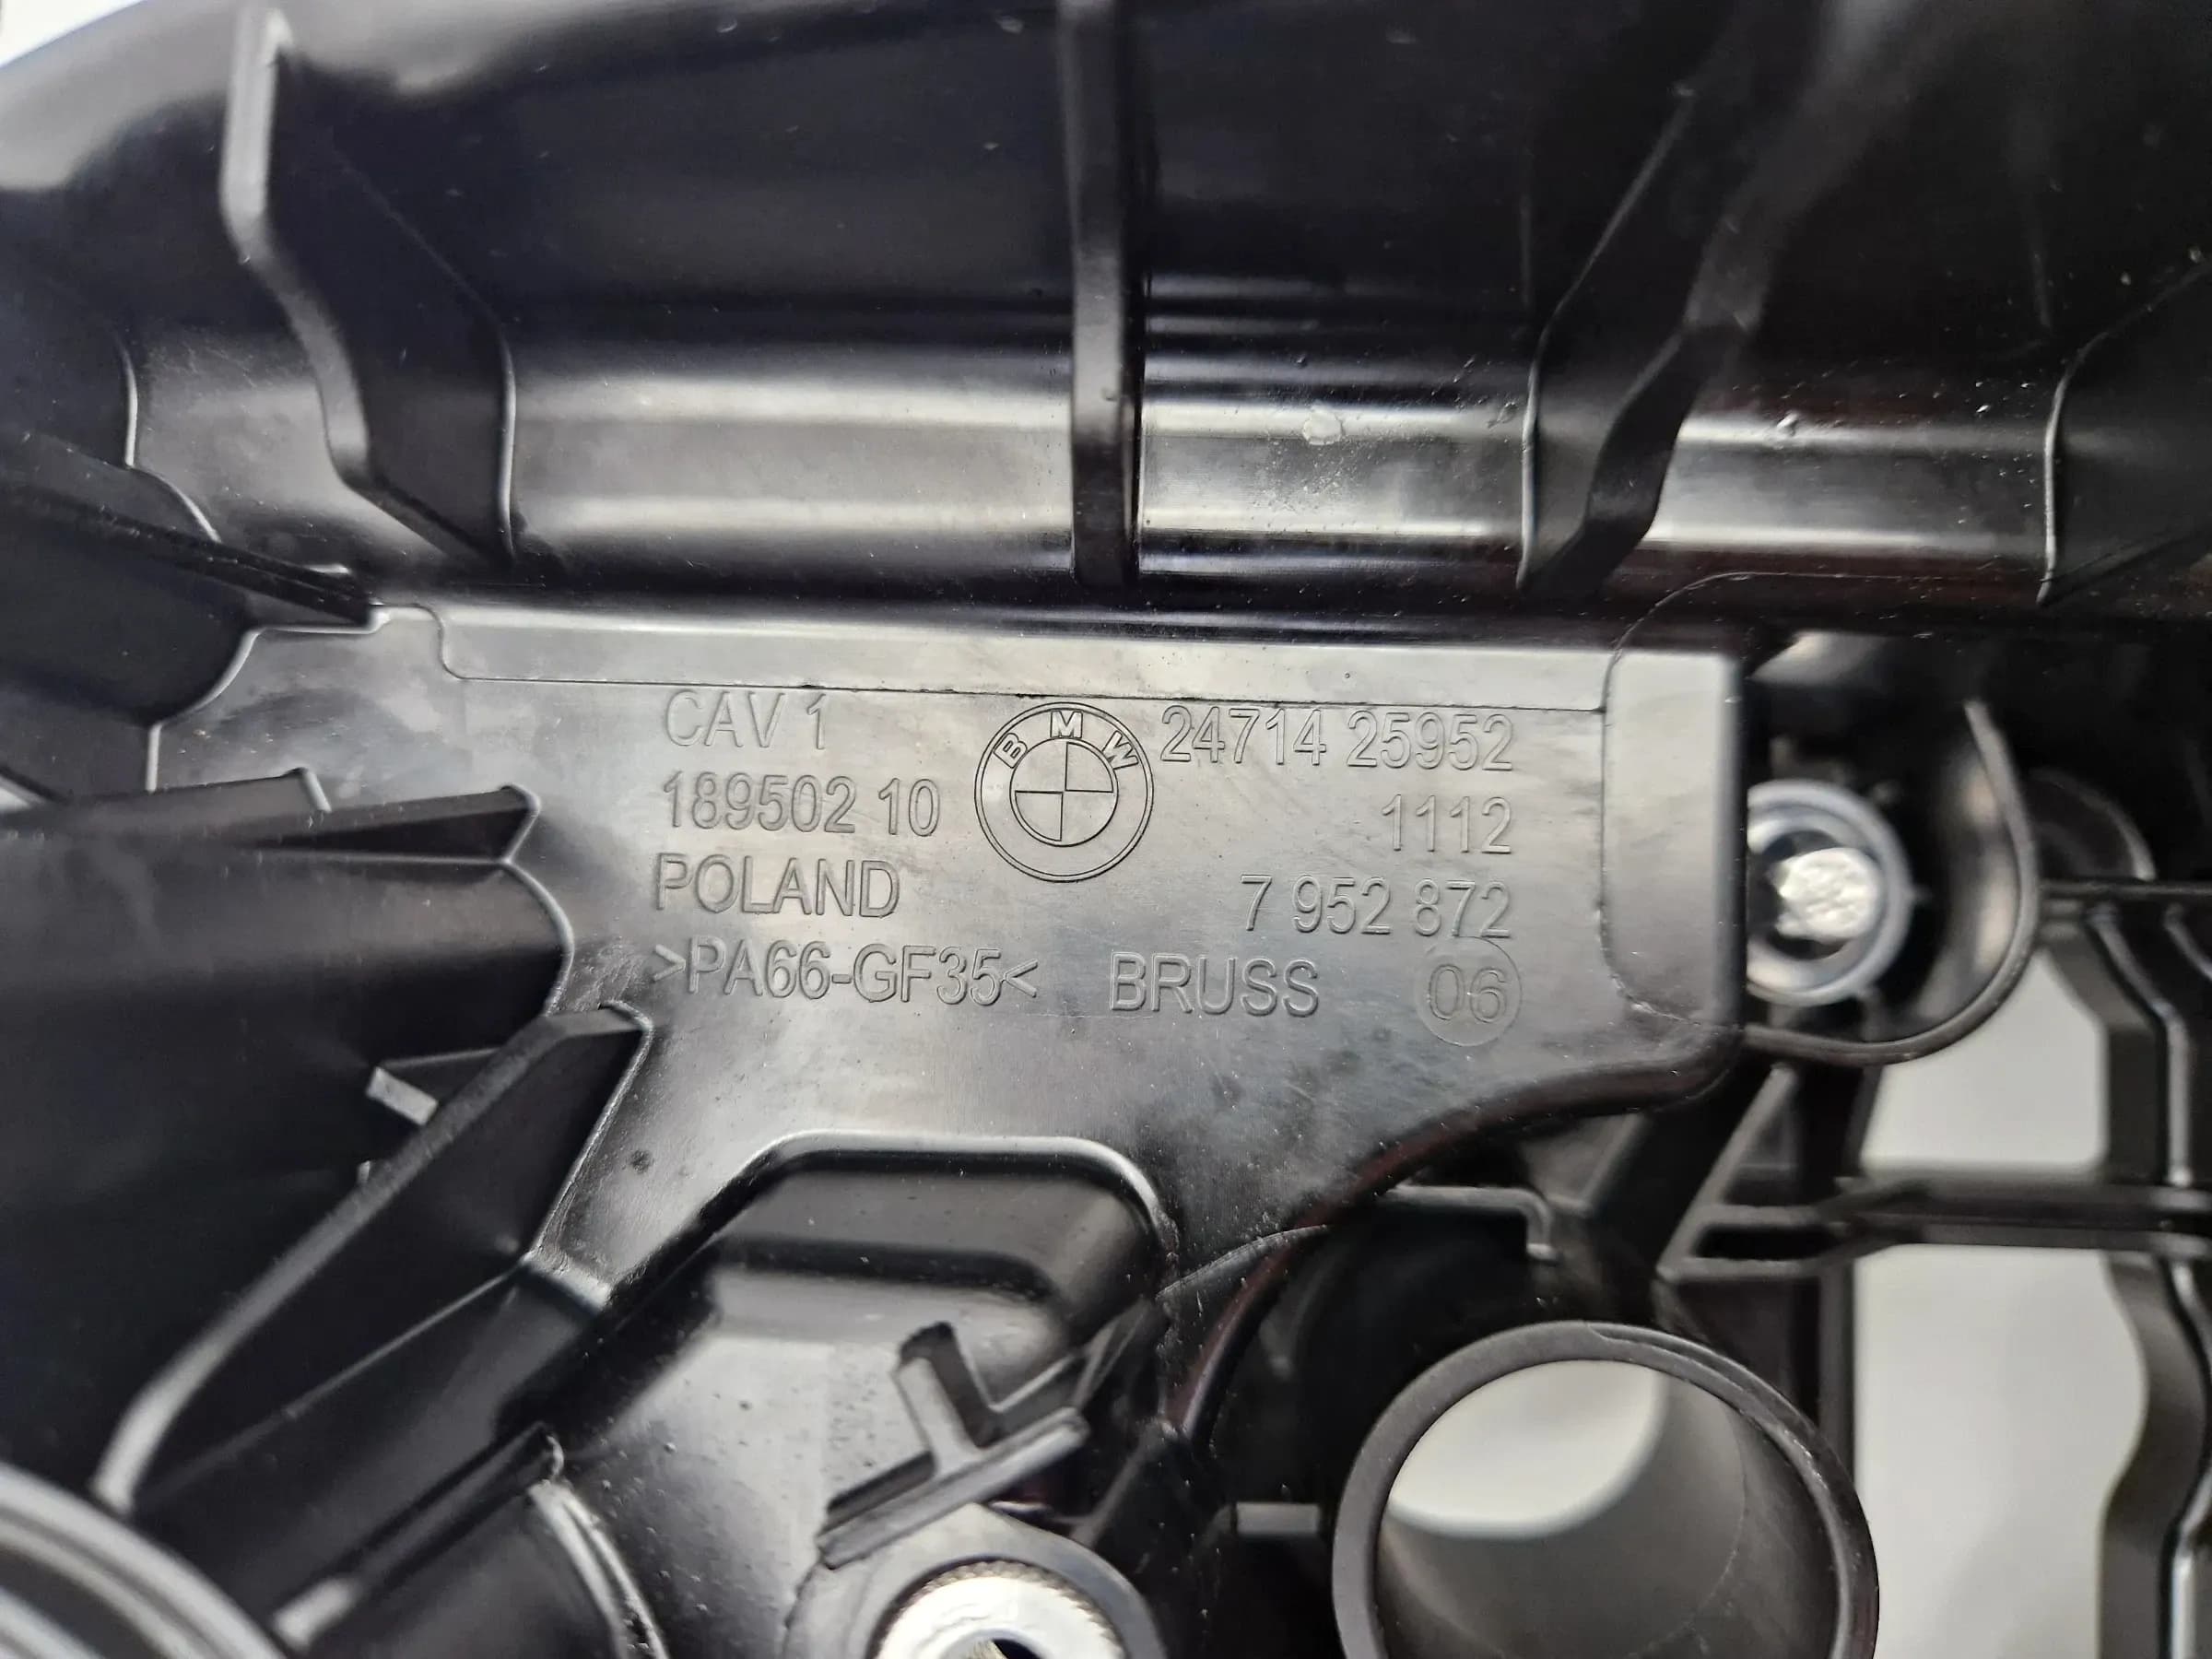 CAV 1
189502 10
POLAND
>PA66-GF35<
BMW
24714 25952
1112
7 952 872
BRUSS 06